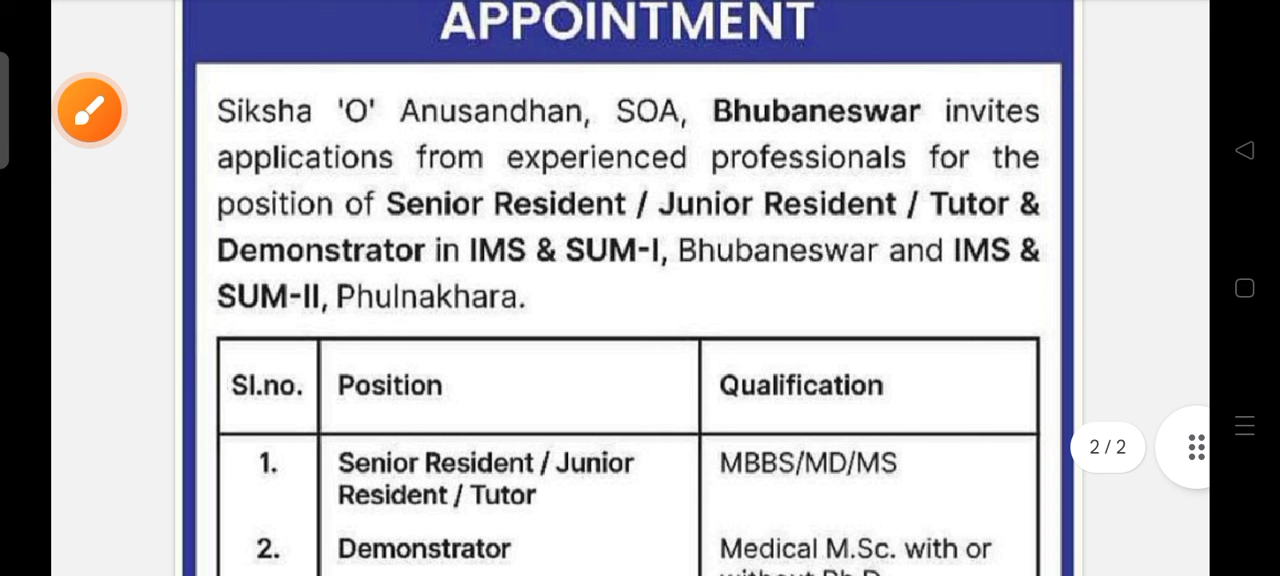 APPOINTMENT
Siksha 'O' Anusandhan, SOA, Bhubaneswar invites
applications from experienced professionals for the
position of Senior Resident / Junior Resident / Tutor &
Demonstrator in IMS & SUM-I, Bhubaneswar and IMS &
SUM-II, Phulnakhara.
Sl.no. Position Qualification
1. Senior Resident / Junior MBBS/MD/MS
Resident / Tutor
2. Demonstrator Medical M.Sc. with or
without Ph.D.
2 / 2